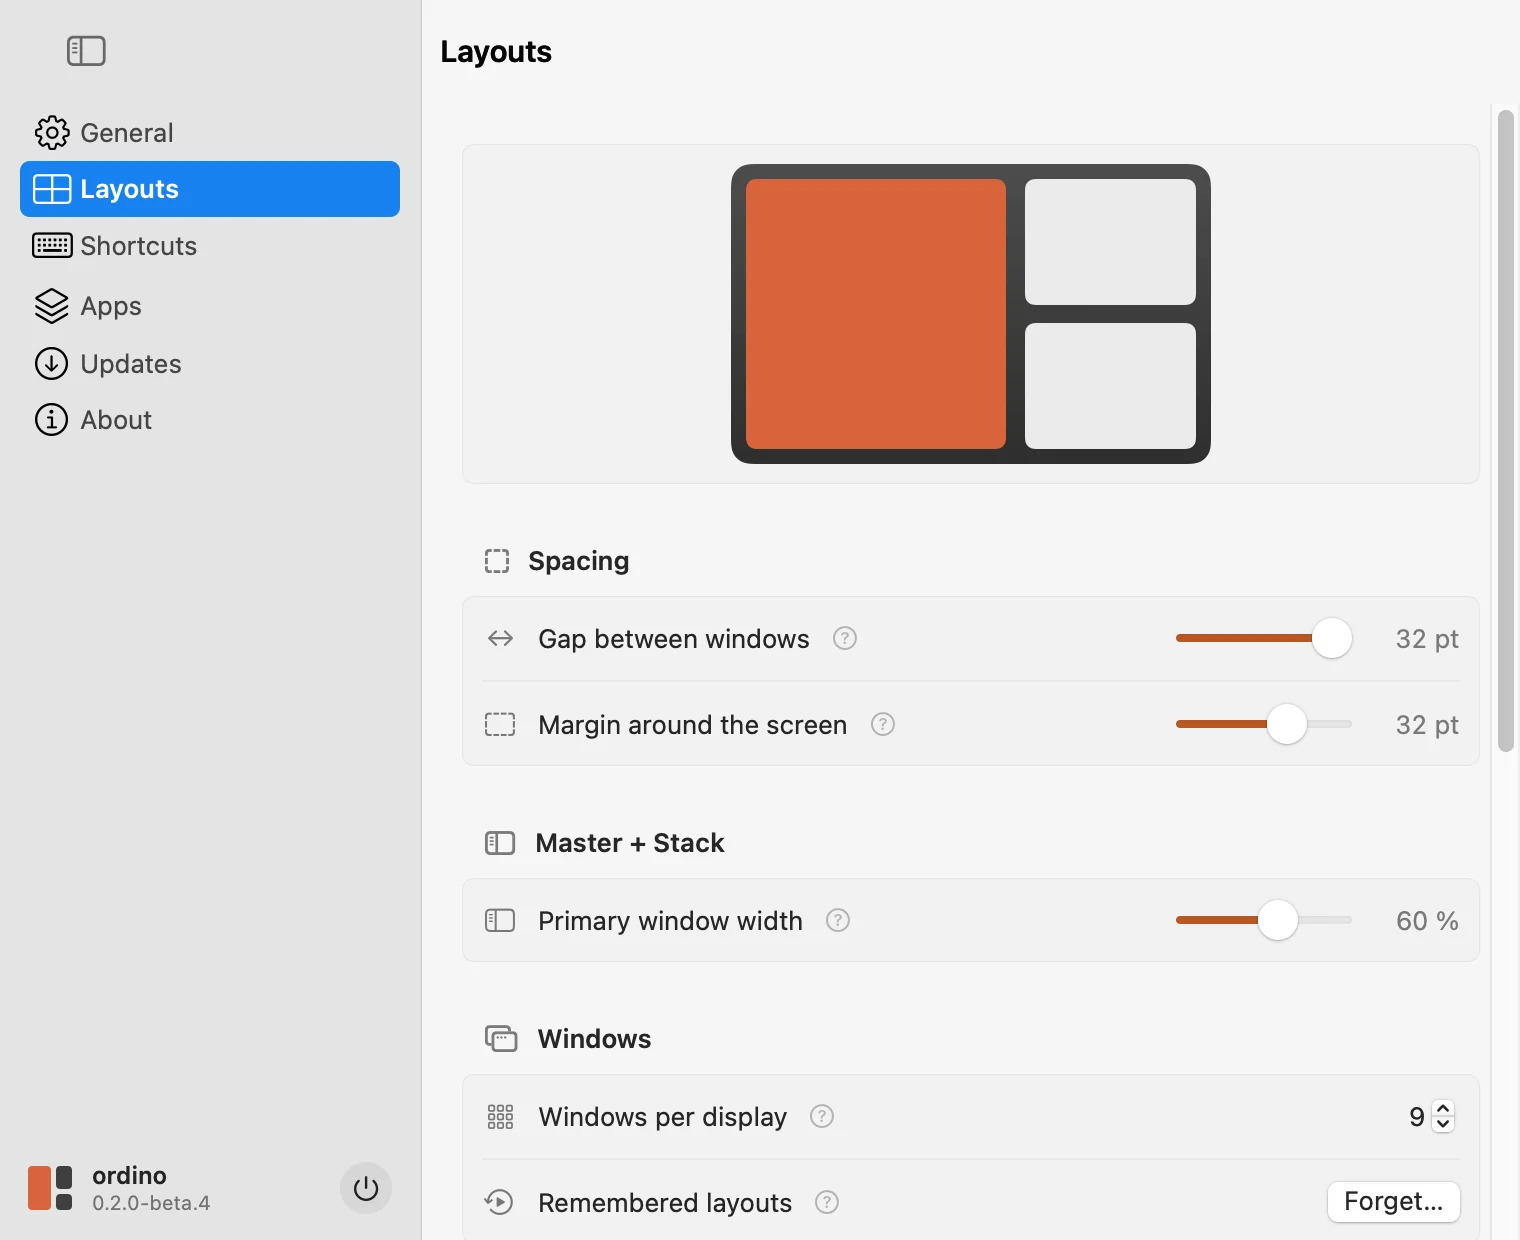 Layouts
General
Layouts
Shortcuts
Apps
Updates
About
Spacing
Gap between windows ? 32 pt
Margin around the screen ? 32 pt
Master + Stack
Primary window width ? 60 %
Windows
Windows per display ? 9
Remembered layouts ? Forget...
ordino
0.2.0-beta.4